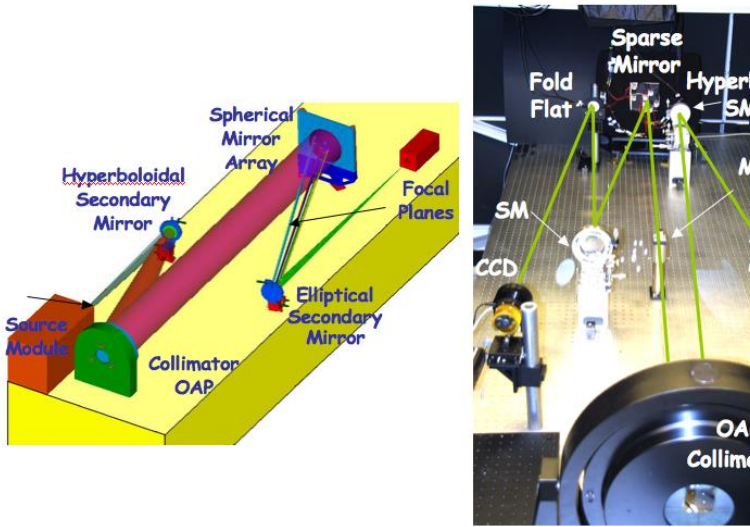 Spherical
Mirror
Array
Hyperboloidal
Secondary
Mirror
Focal
Planes
Source
Module
Elliptical
Secondary
Mirror
Collimator
OAP
Sparse
Mirror
Fold
Flat
SM
SM
CCD